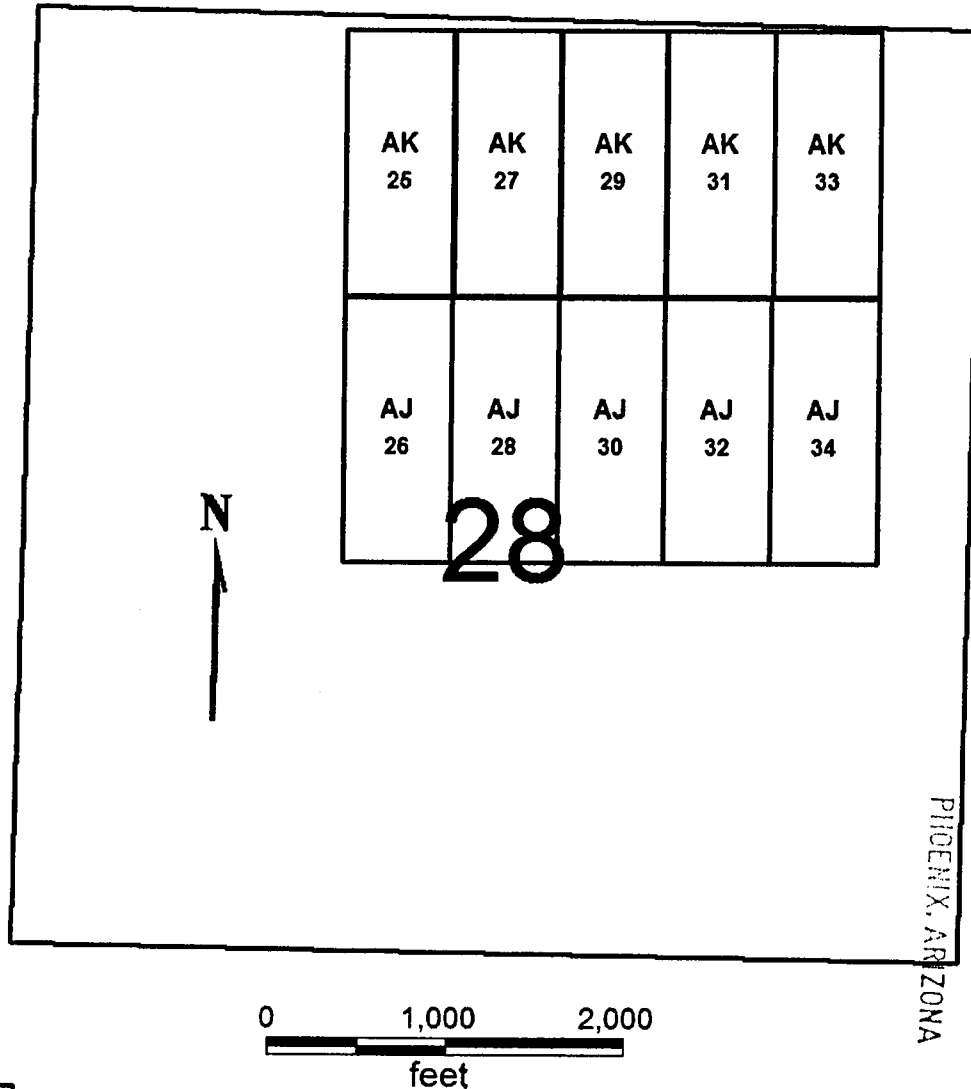 AK AK AK AK AK
25 27 29 31 33
AJ AJ AJ AJ AJ
26 28 30 32 34
N
28
PHOENIX, ARIZONA
0 1,000 2,000
feet